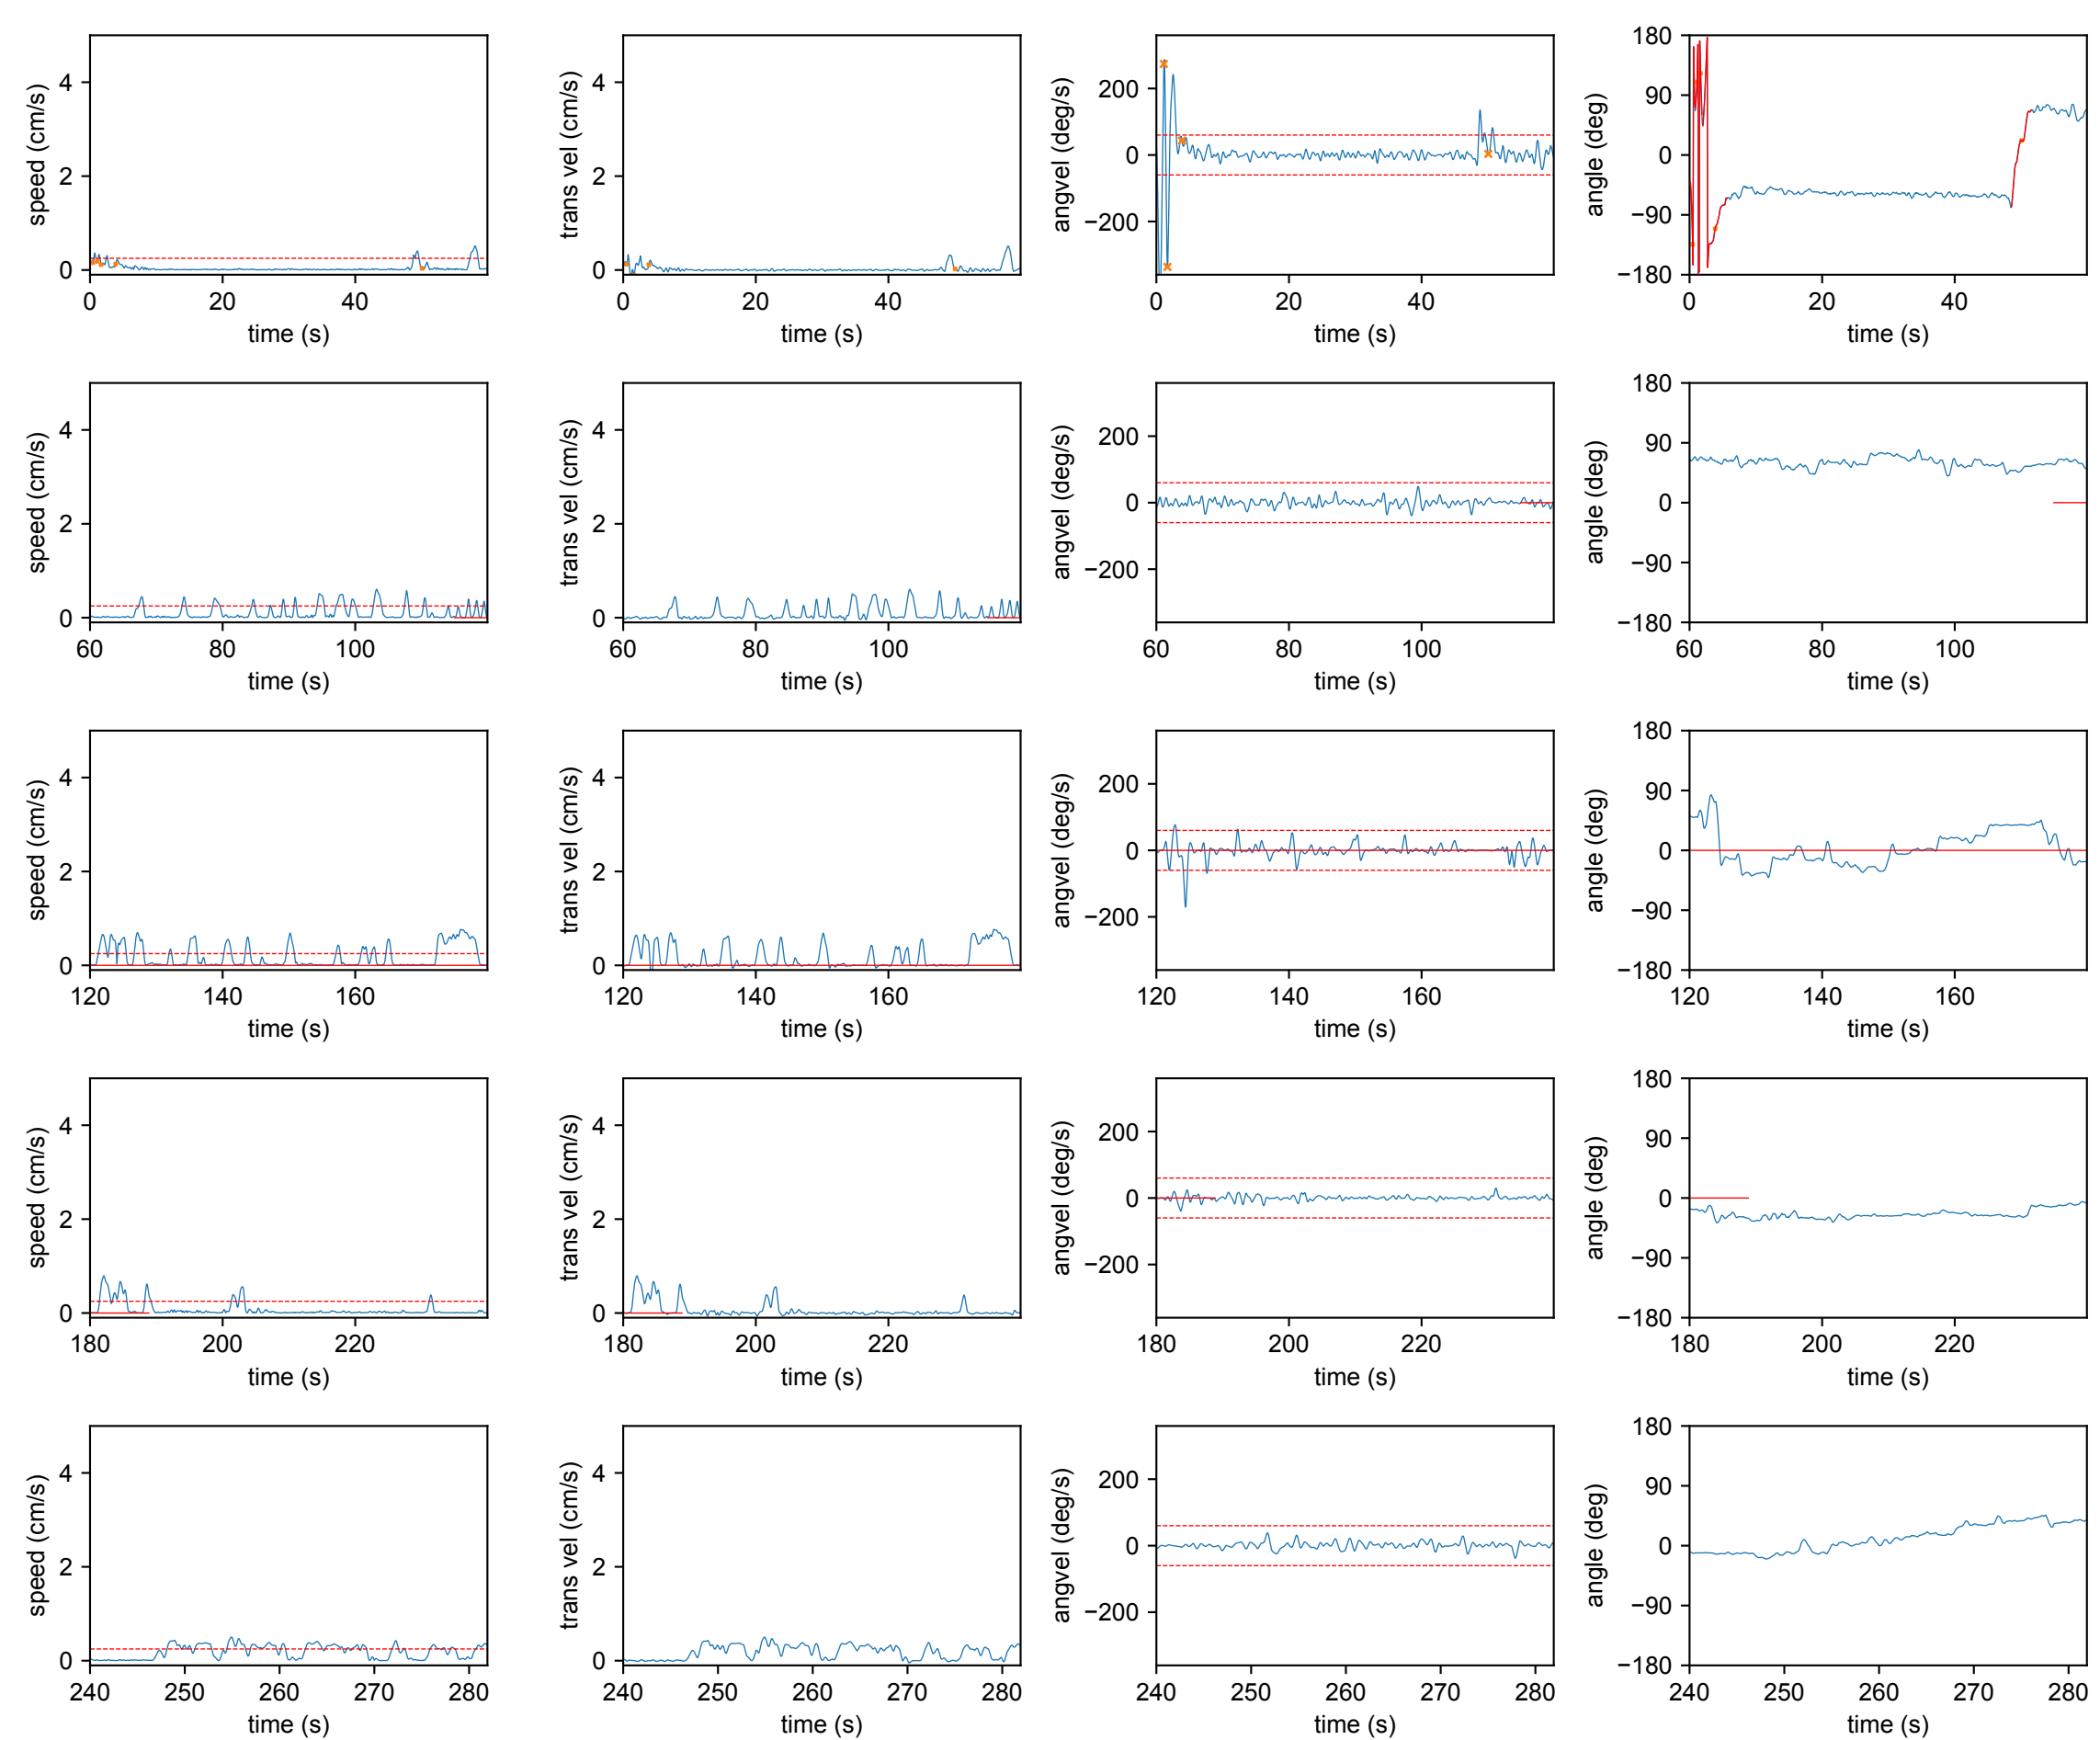 speed (cm/s)
4
2
0
0 20 40
time (s)
trans vel (cm/s)
4
2
0
0 20 40
time (s)
angvel (deg/s)
200
0
−200
0 20 40
time (s)
angle (deg)
180
90
0
−90
−180
0 20 40
time (s)
speed (cm/s)
4
2
0
60 80 100
time (s)
trans vel (cm/s)
4
2
0
60 80 100
time (s)
angvel (deg/s)
200
0
−200
60 80 100
time (s)
angle (deg)
180
90
0
−90
−180
60 80 100
time (s)
speed (cm/s)
4
2
0
120 140 160
time (s)
trans vel (cm/s)
4
2
0
120 140 160
time (s)
angvel (deg/s)
200
0
−200
120 140 160
time (s)
angle (deg)
180
90
0
−90
−180
120 140 160
time (s)
speed (cm/s)
4
2
0
180 200 220
time (s)
trans vel (cm/s)
4
2
0
180 200 220
time (s)
angvel (deg/s)
200
0
−200
180 200 220
time (s)
angle (deg)
180
90
0
−90
−180
180 200 220
time (s)
speed (cm/s)
4
2
0
240 250 260 270 280
time (s)
trans vel (cm/s)
4
2
0
240 250 260 270 280
time (s)
angvel (deg/s)
200
0
−200
240 250 260 270 280
time (s)
angle (deg)
180
90
0
−90
−180
240 250 260 270 280
time (s)